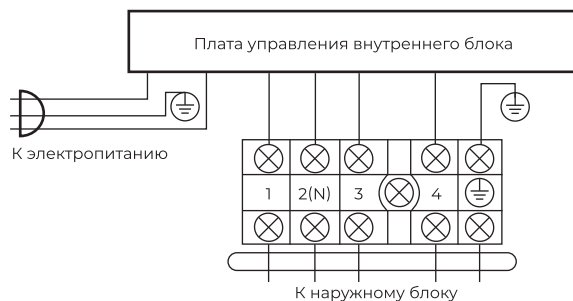 Плата управления внутреннего блока
К электропитанию
1 2(N) 3 4
К наружному блоку